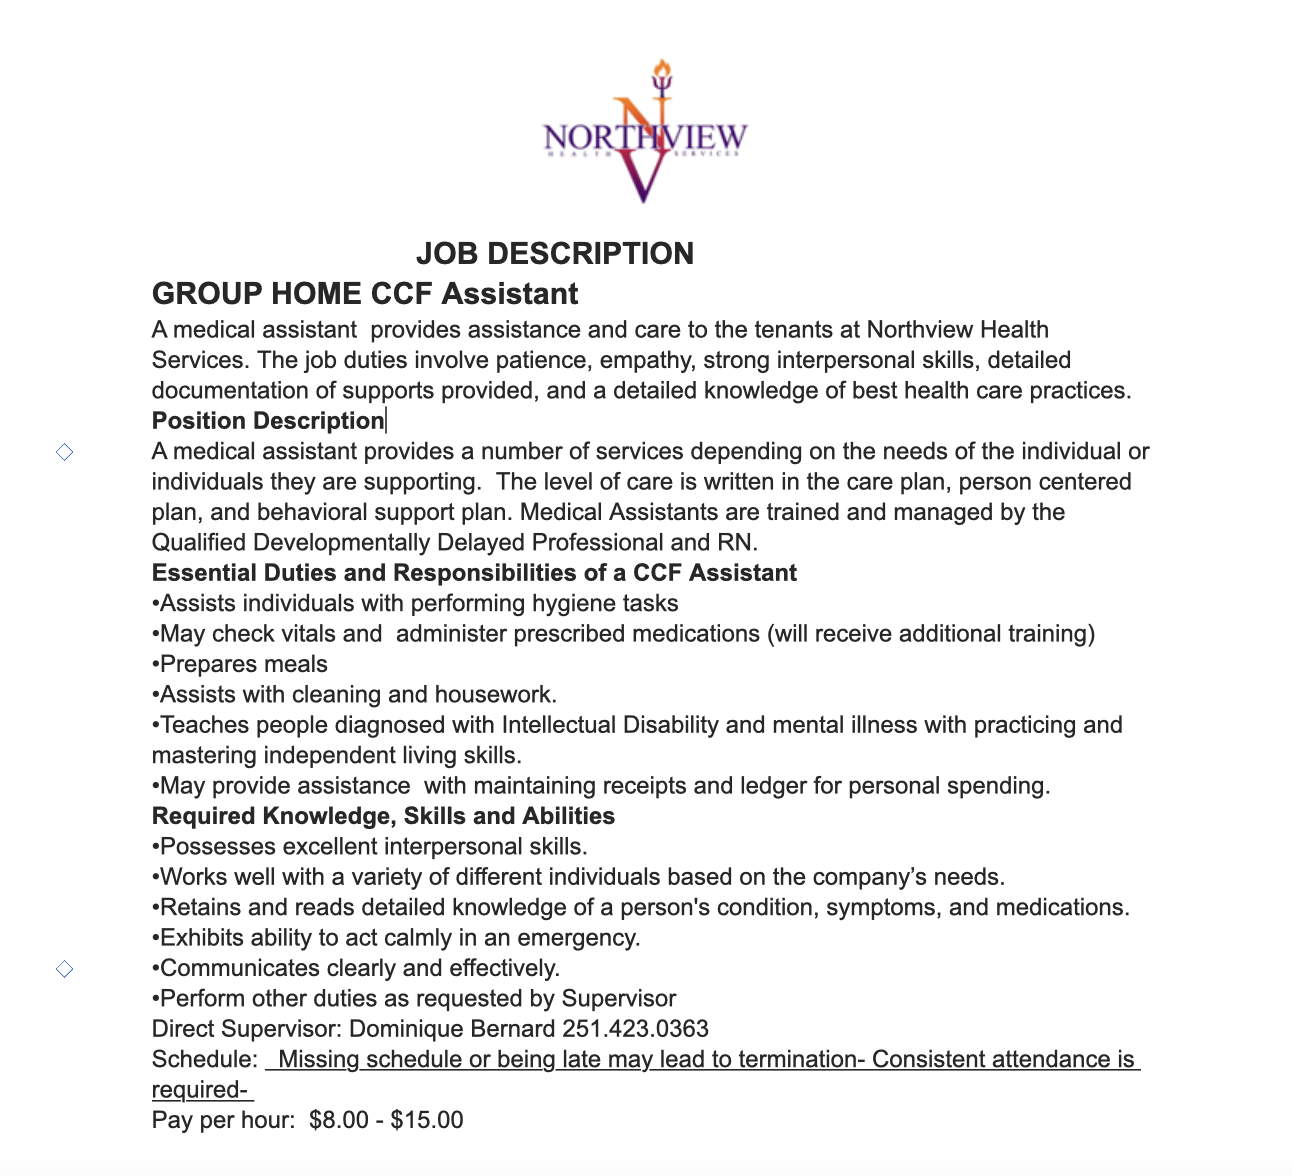 NORTHVIEW
HEALTH SERVICES
JOB DESCRIPTION
GROUP HOME CCF Assistant
A medical assistant  provides assistance and care to the tenants at Northview Health
Services. The job duties involve patience, empathy, strong interpersonal skills, detailed
documentation of supports provided, and a detailed knowledge of best health care practices.
Position Description
A medical assistant provides a number of services depending on the needs of the individual or
individuals they are supporting.  The level of care is written in the care plan, person centered
plan, and behavioral support plan. Medical Assistants are trained and managed by the
Qualified Developmentally Delayed Professional and RN.
Essential Duties and Responsibilities of a CCF Assistant
•Assists individuals with performing hygiene tasks
•May check vitals and  administer prescribed medications (will receive additional training)
•Prepares meals
•Assists with cleaning and housework.
•Teaches people diagnosed with Intellectual Disability and mental illness with practicing and
mastering independent living skills.
•May provide assistance  with maintaining receipts and ledger for personal spending.
Required Knowledge, Skills and Abilities
•Possesses excellent interpersonal skills.
•Works well with a variety of different individuals based on the company’s needs.
•Retains and reads detailed knowledge of a person's condition, symptoms, and medications.
•Exhibits ability to act calmly in an emergency.
•Communicates clearly and effectively.
•Perform other duties as requested by Supervisor
Direct Supervisor: Dominique Bernard 251.423.0363
Schedule: _Missing schedule or being late may lead to termination- Consistent attendance is
required-
Pay per hour:  $8.00 - $15.00